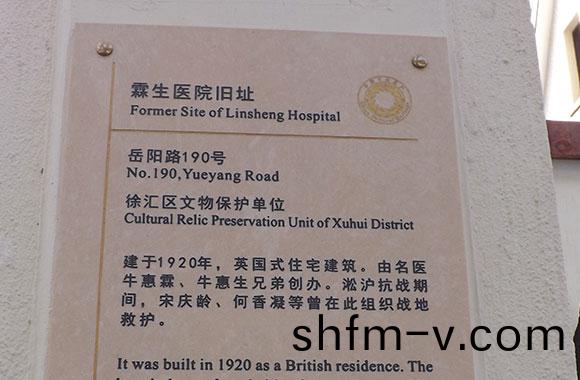 霖生医院旧址
Former Site of Linsheng Hospital
岳阳路190号
No.190,Yueyang Road
徐汇区文物保护单位
Cultural Relic Preservation Unit of Xuhui District
建于1920年，英国式住宅建筑。由名医
牛惠霖、牛惠生兄弟创办。淞沪抗战期
间，宋庆龄、何香凝等曾在此组织战地
救护。
shfm-v.com
It was built in 1920 as a British residence. The